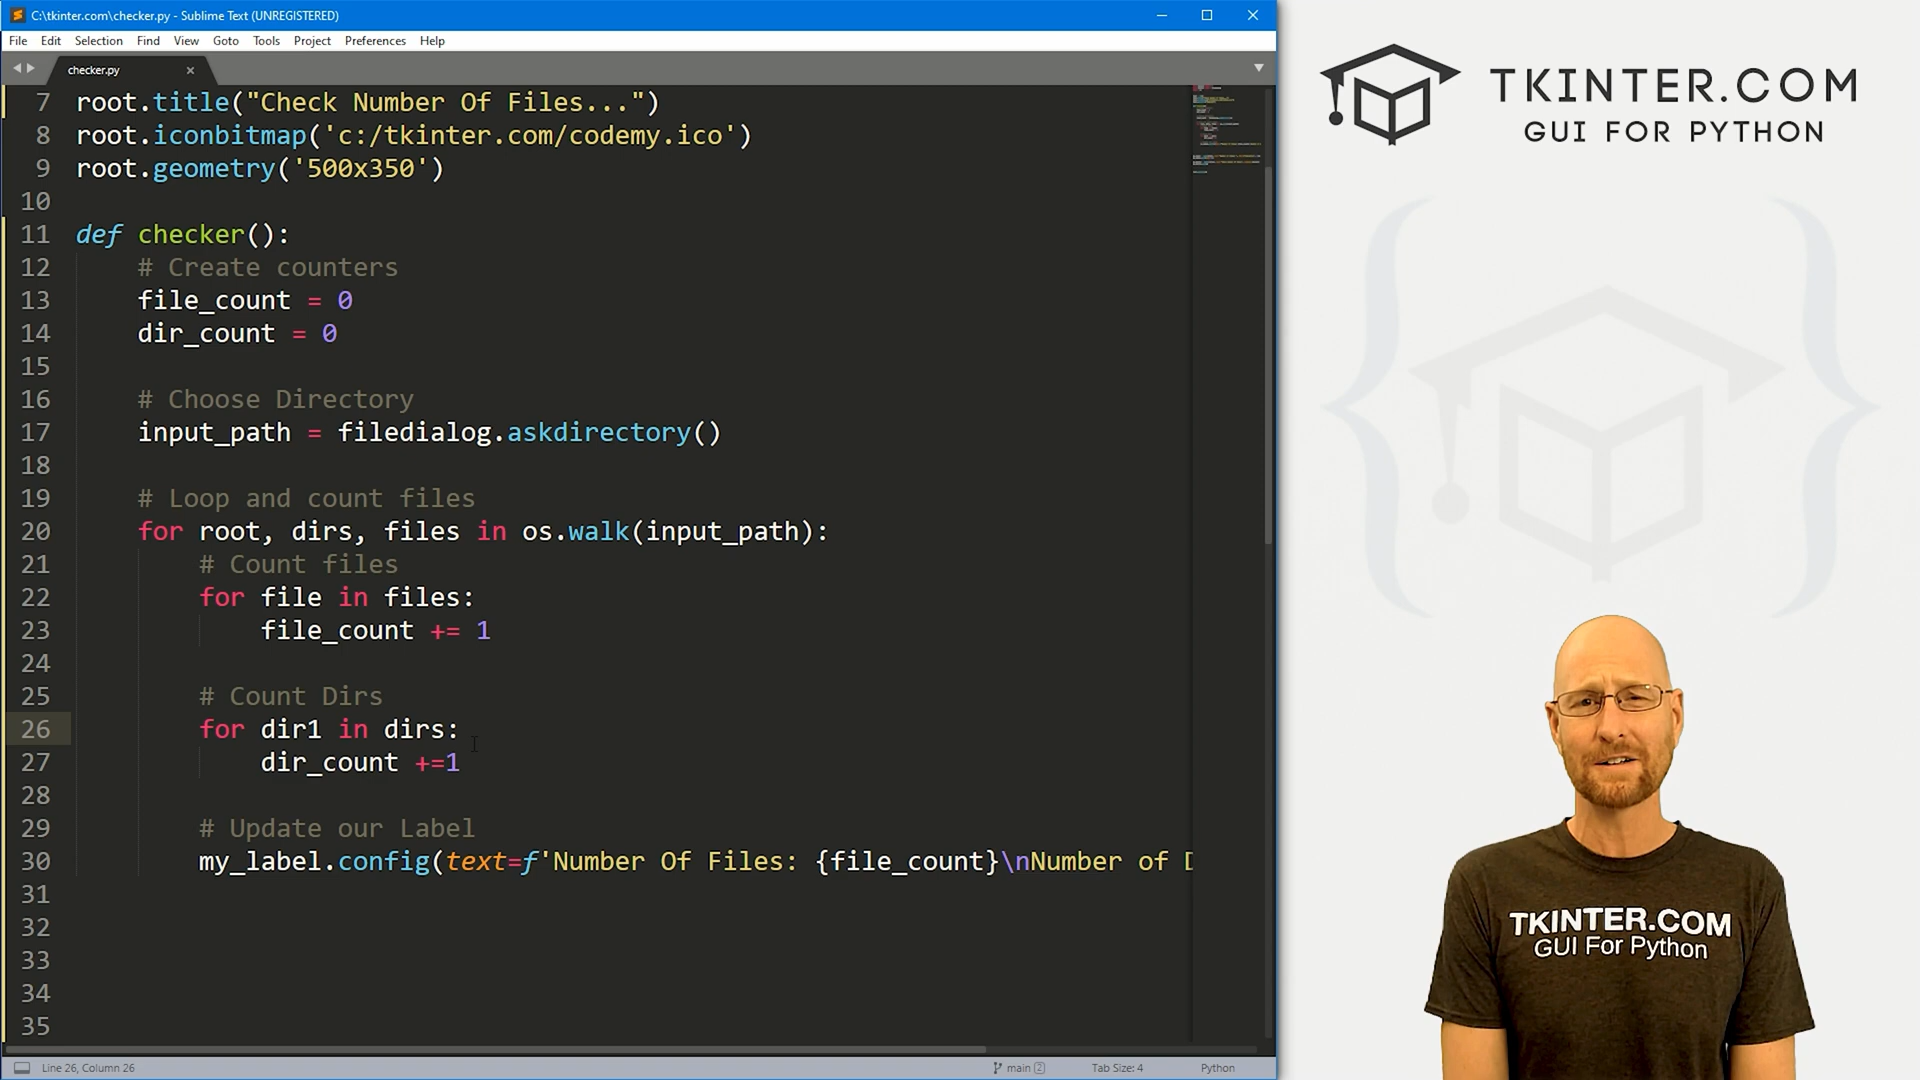 C:\tkinter.com\checker.py - Sublime Text (UNREGISTERED)
File Edit Selection Find View Goto Tools Project Preferences Help
checker.py
7 root.title("Check Number Of Files...")
8 root.iconbitmap('c:/tkinter.com/codemy.ico')
9 root.geometry('500x350')
10
11 def checker():
12 # Create counters
13 file_count = 0
14 dir_count = 0
15
16 # Choose Directory
17 input_path = filedialog.askdirectory()
18
19 # Loop and count files
20 for root, dirs, files in os.walk(input_path):
21 # Count files
22 for file in files:
23 file_count += 1
24
25 # Count Dirs
26 for dir1 in dirs:
27 dir_count +=1
28
29 # Update our Label
30 my_label.config(text=f'Number Of Files: {file_count}\nNumber of D
31
32
33
34
35
Line 26, Column 26
main 2
Tab Size: 4
Python
TKINTER.COM
GUI FOR PYTHON
TKINTER.COM
GUI For Python